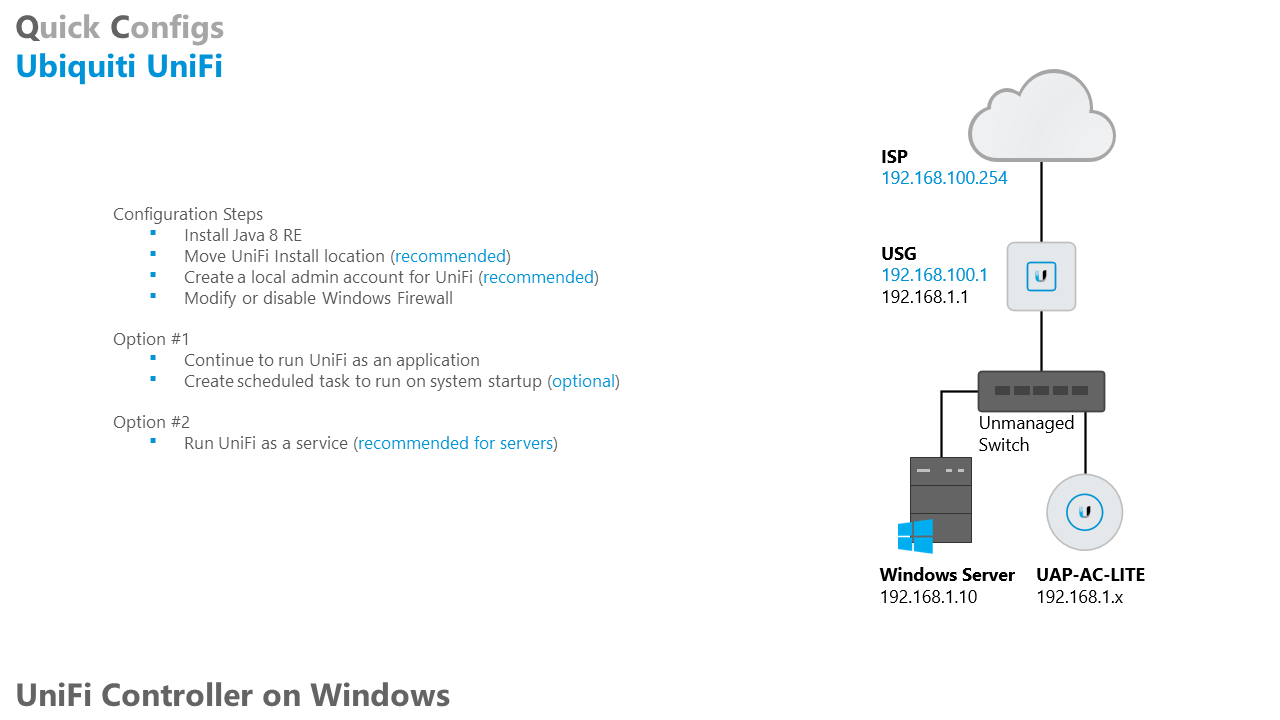 Quick Configs
Ubiquiti UniFi
Configuration Steps
Install Java 8 RE
Move UniFi Install location (recommended)
Create a local admin account for UniFi (recommended)
Modify or disable Windows Firewall
Option #1
Continue to run UniFi as an application
Create scheduled task to run on system startup (optional)
Option #2
Run UniFi as a service (recommended for servers)
ISP
192.168.100.254
USG
192.168.100.1
192.168.1.1
Unmanaged
Switch
Windows Server
192.168.1.10
UAP-AC-LITE
192.168.1.x
UniFi Controller on Windows